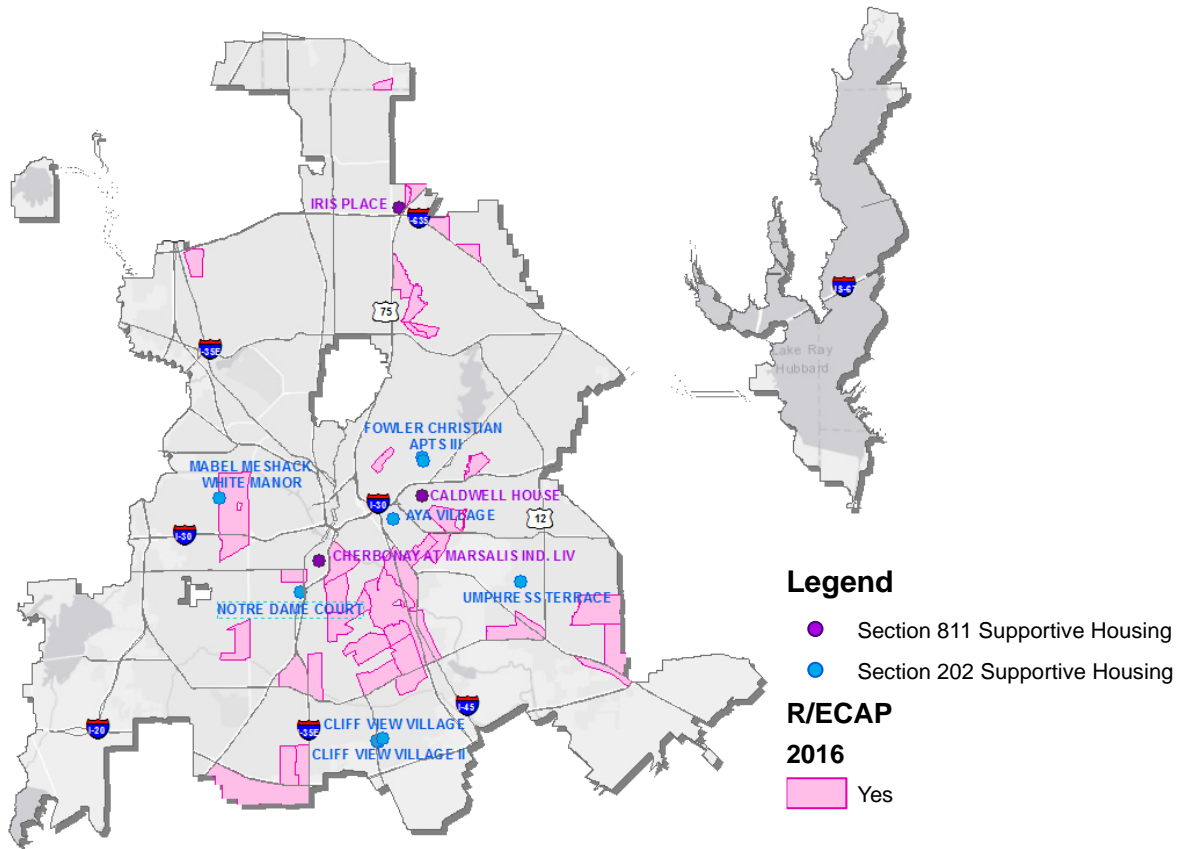 IRIS PLACE
I-635
75
I-35E
Lake Ray
Hubbard
FOWLER CHRISTIAN
APTS III
MABEL MESHACK
WHITE MANOR
CALDWELL HOUSE
I-30
AYA VILLAGE
12
I-30
CHERBONAY AT MARSALIS IND. LIV
UMPHRESS TERRACE
NOTRE DAME COURT
I-45
I-20
I-35E
CLIFF VIEW VILLAGE
CLIFF VIEW VILLAGE II
Legend
Section 811 Supportive Housing
Section 202 Supportive Housing
R/ECAP
2016
Yes